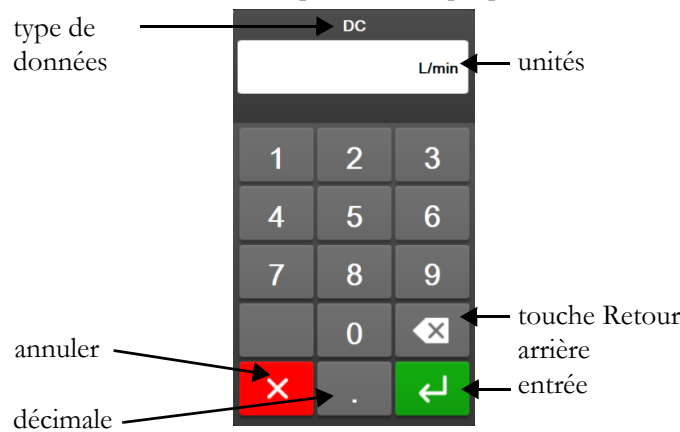 type de
données
DC
L/min
unités
1 2 3
4 5 6
7 8 9
0
touche Retour
arrière
annuler
entrée
.
décimale